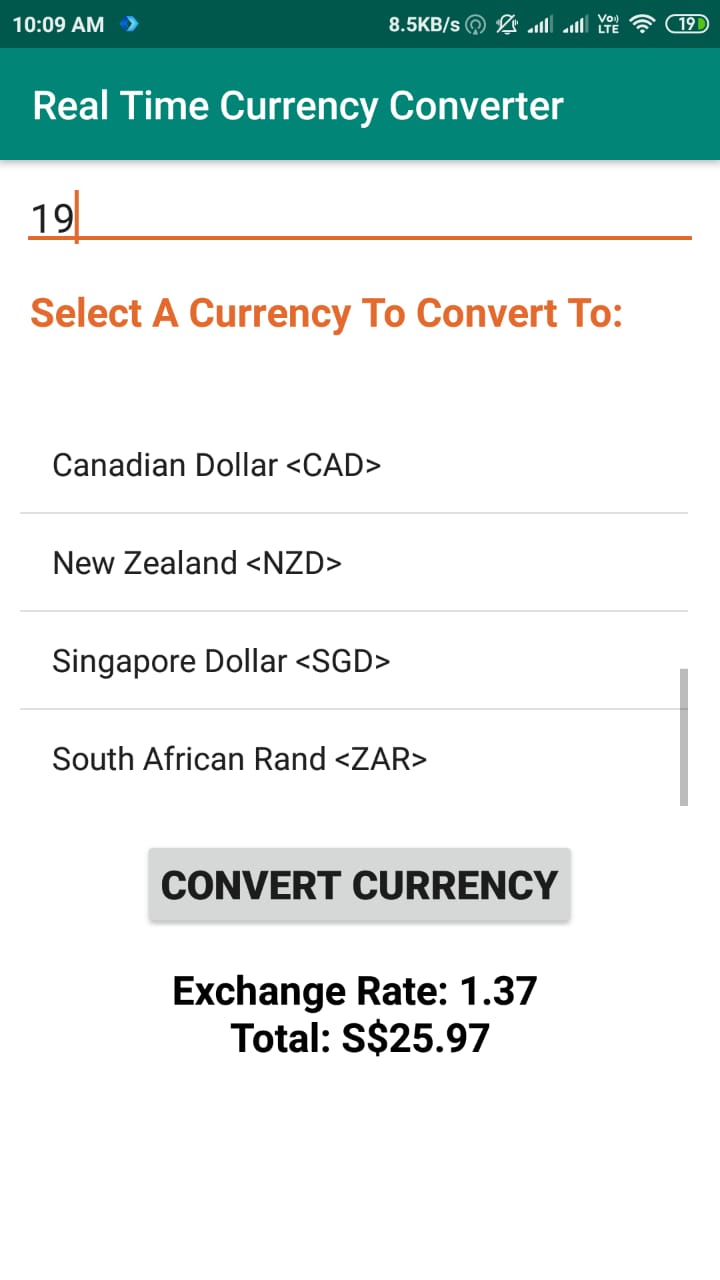 10:09 AM 8.5KB/s Vo)) LTE 19
Real Time Currency Converter
19
Select A Currency To Convert To:
Canadian Dollar <CAD>
New Zealand <NZD>
Singapore Dollar <SGD>
South African Rand <ZAR>
CONVERT CURRENCY
Exchange Rate: 1.37
Total: S$25.97